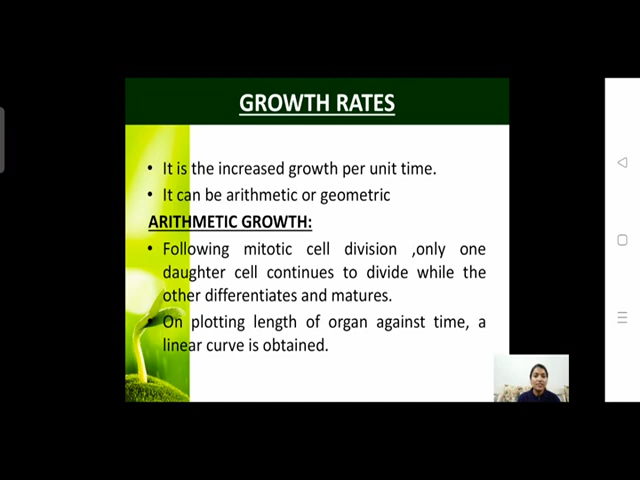 GROWTH RATES
• It is the increased growth per unit time.
• It can be arithmetic or geometric
ARITHMETIC GROWTH:
• Following mitotic cell division ,only one
daughter cell continues to divide while the
other differentiates and matures.
• On plotting length of organ against time, a
linear curve is obtained.